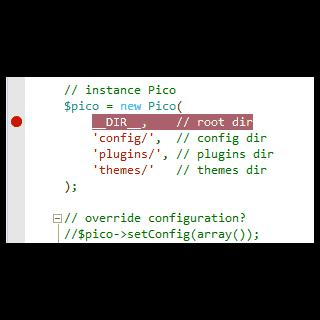 // instance Pico
$pico = new Pico(
__DIR__,    // root dir
'config/',  // config dir
'plugins/', // plugins dir
'themes/'   // themes dir
);
// override configuration?
//$pico->setConfig(array());